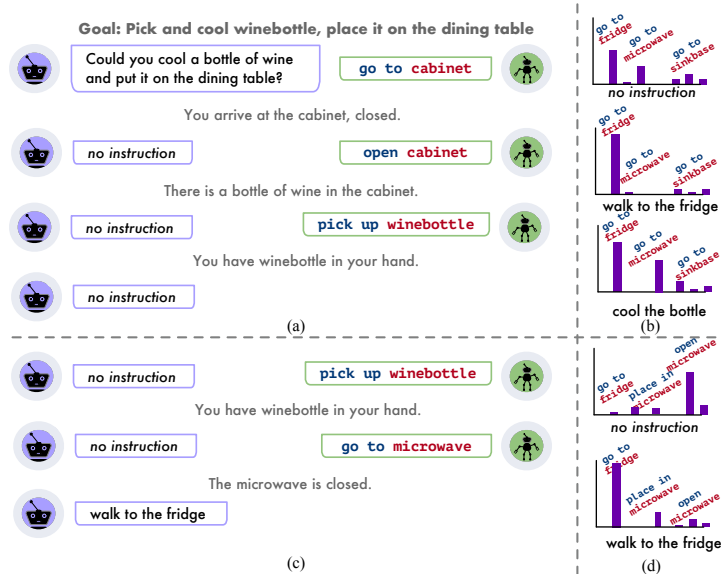 Goal: Pick and cool winebottle, place it on the dining table
Could you cool a bottle of wine
and put it on the dining table?
go to cabinet
You arrive at the cabinet, closed.
no instruction
open cabinet
There is a bottle of wine in the cabinet.
no instruction
pick up winebottle
You have winebottle in your hand.
no instruction
(a)
go to
fridge
go to
microwave
go to
sinkbase
no instruction
go to
fridge
go to
microwave
go to
sinkbase
walk to the fridge
go to
fridge
go to
microwave
go to
sinkbase
cool the bottle
(b)
no instruction
pick up winebottle
You have winebottle in your hand.
no instruction
go to microwave
The microwave is closed.
walk to the fridge
(c)
go to
fridge
place in
microwave
open
microwave
no instruction
go to
fridge
place in
microwave
open
microwave
walk to the fridge
(d)